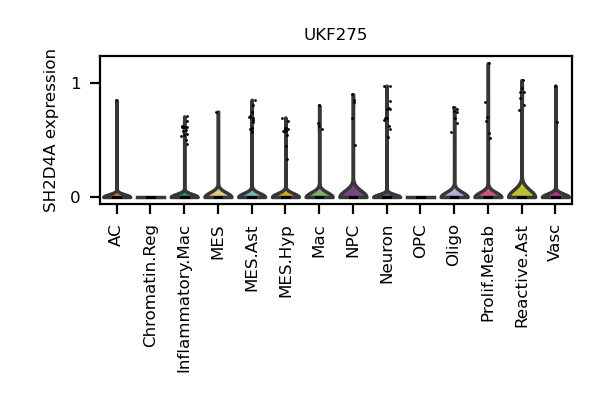 UKF275
SH2D4A expression
1
0
AC
Chromatin.Reg
Inflammatory.Mac
MES
MES.Ast
MES.Hyp
Mac
NPC
Neuron
OPC
Oligo
Prolif.Metab
Reactive.Ast
Vasc